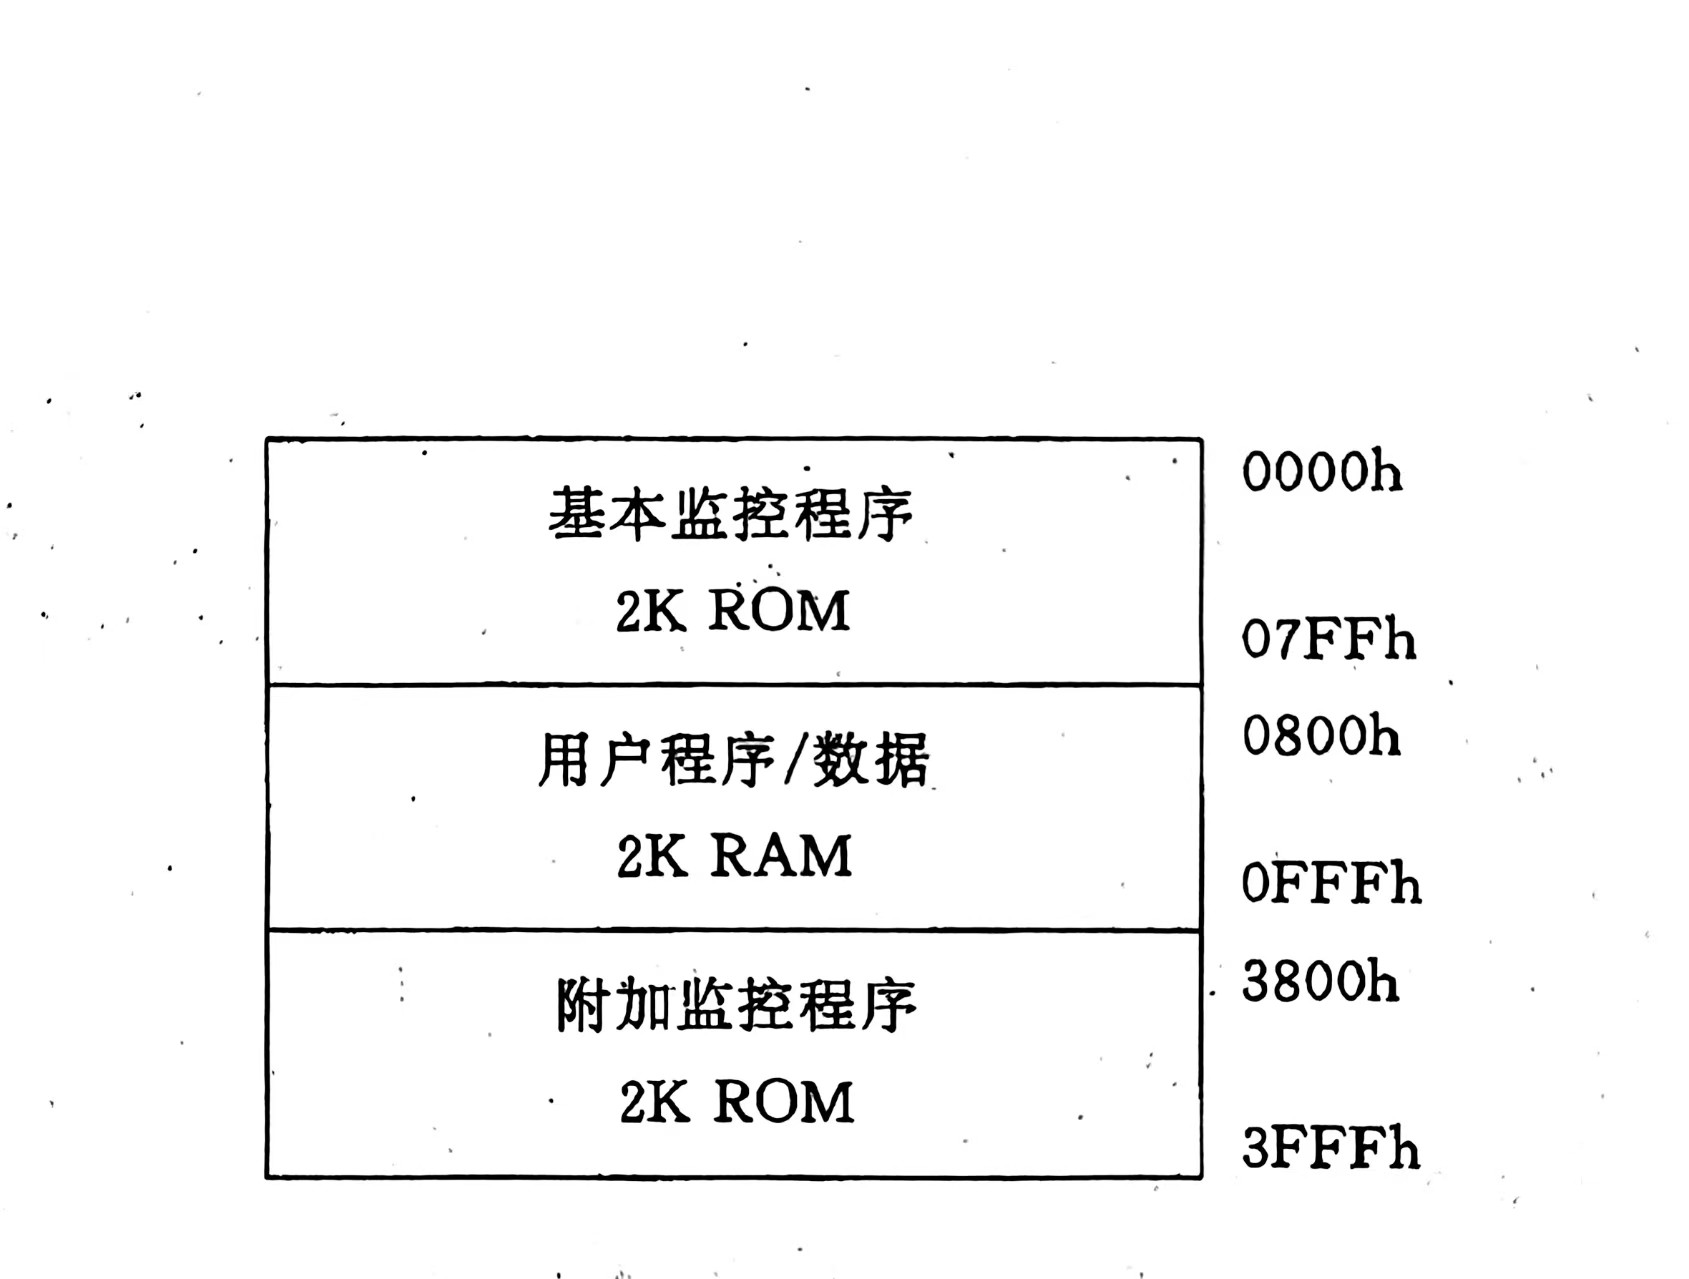 基本监控程序
2K ROM
0000h
07FFh
用户程序/数据
2K RAM
0800h
0FFFh
附加监控程序
2K ROM
3800h
3FFFh